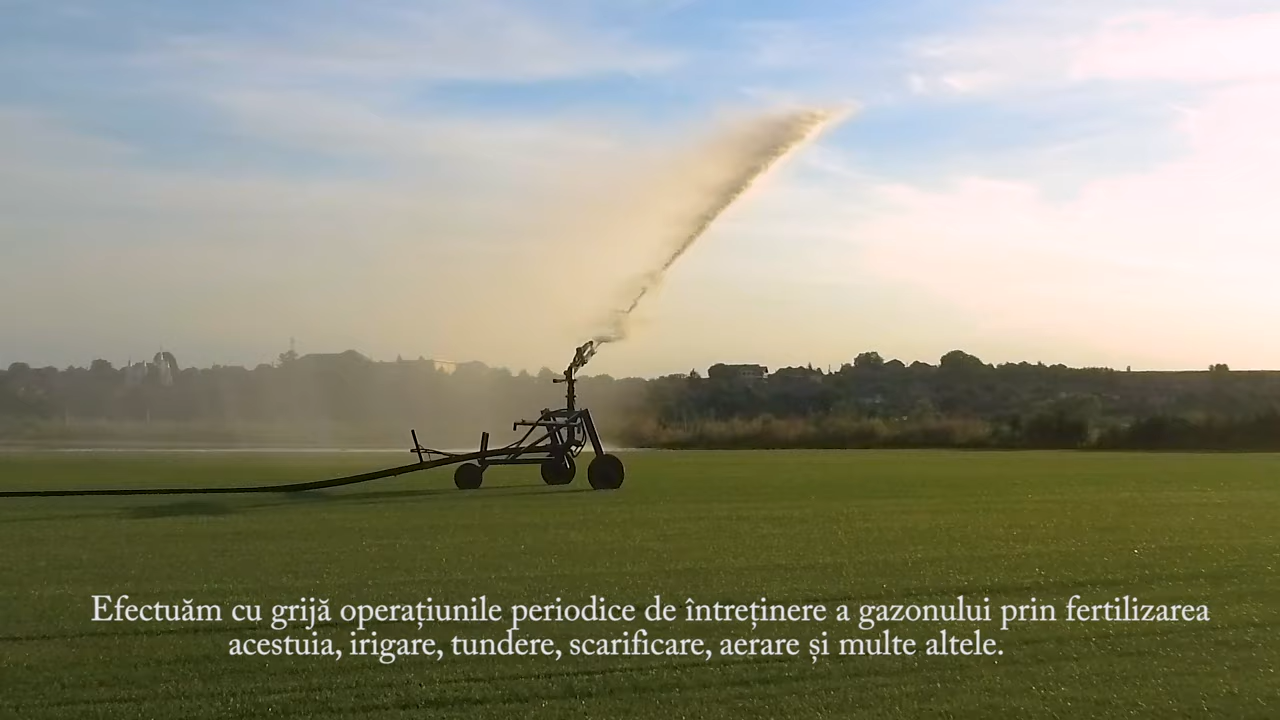 Efectuăm cu grijă operațiunile periodice de întreținere a gazonului prin fertilizarea
acestuia, irigare, tundere, scarificare, aerare și multe altele.